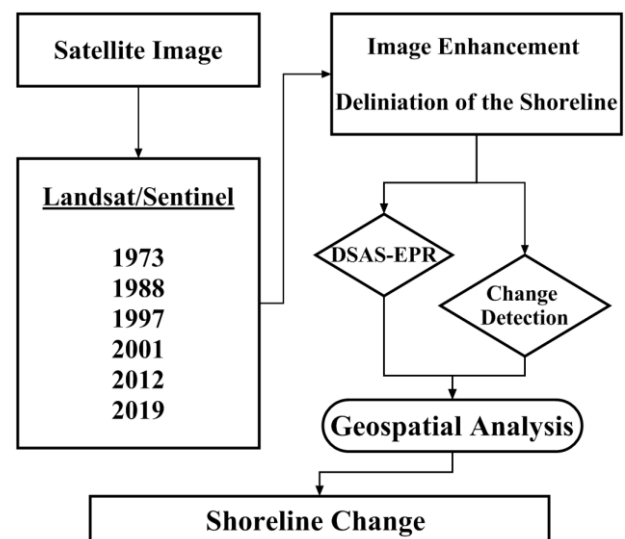 Satellite Image
Landsat/Sentinel
1973
1988
1997
2001
2012
2019
Image Enhancement
Deliniation of the Shoreline
DSAS-EPR
Change
Detection
Geospatial Analysis
Shoreline Change